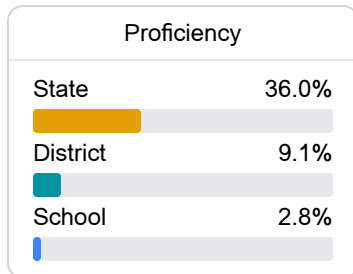 Proficiency
State 36.0%
District 9.1%
School 2.8%